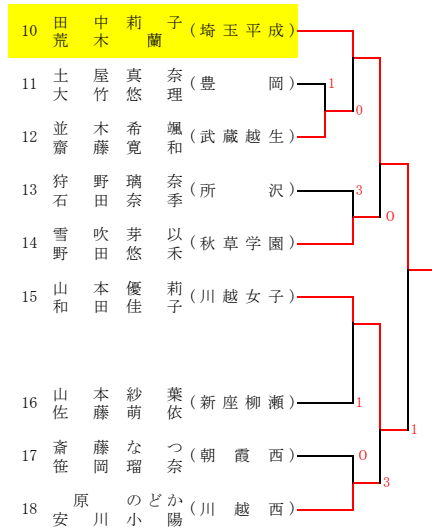 10 田中莉子 (埼玉平成)
荒木蘭
11 土屋真奈 (豊岡) 1
大竹悠理
0
12 並木希颯 (武蔵越生)
齋藤寛和
13 狩野璃奈 (所沢) 3
石田奈季
0
14 雪吹芽以 (秋草学園)
野田悠禾
15 山本優莉 (川越女子)
和田佳子
16 山本紗葉 (新座柳瀬) 1
佐藤萌依
1
17 斎藤なつ (朝霞西) 0
笹岡瑠奈
3
18 原のどか (川越西)
安川小陽